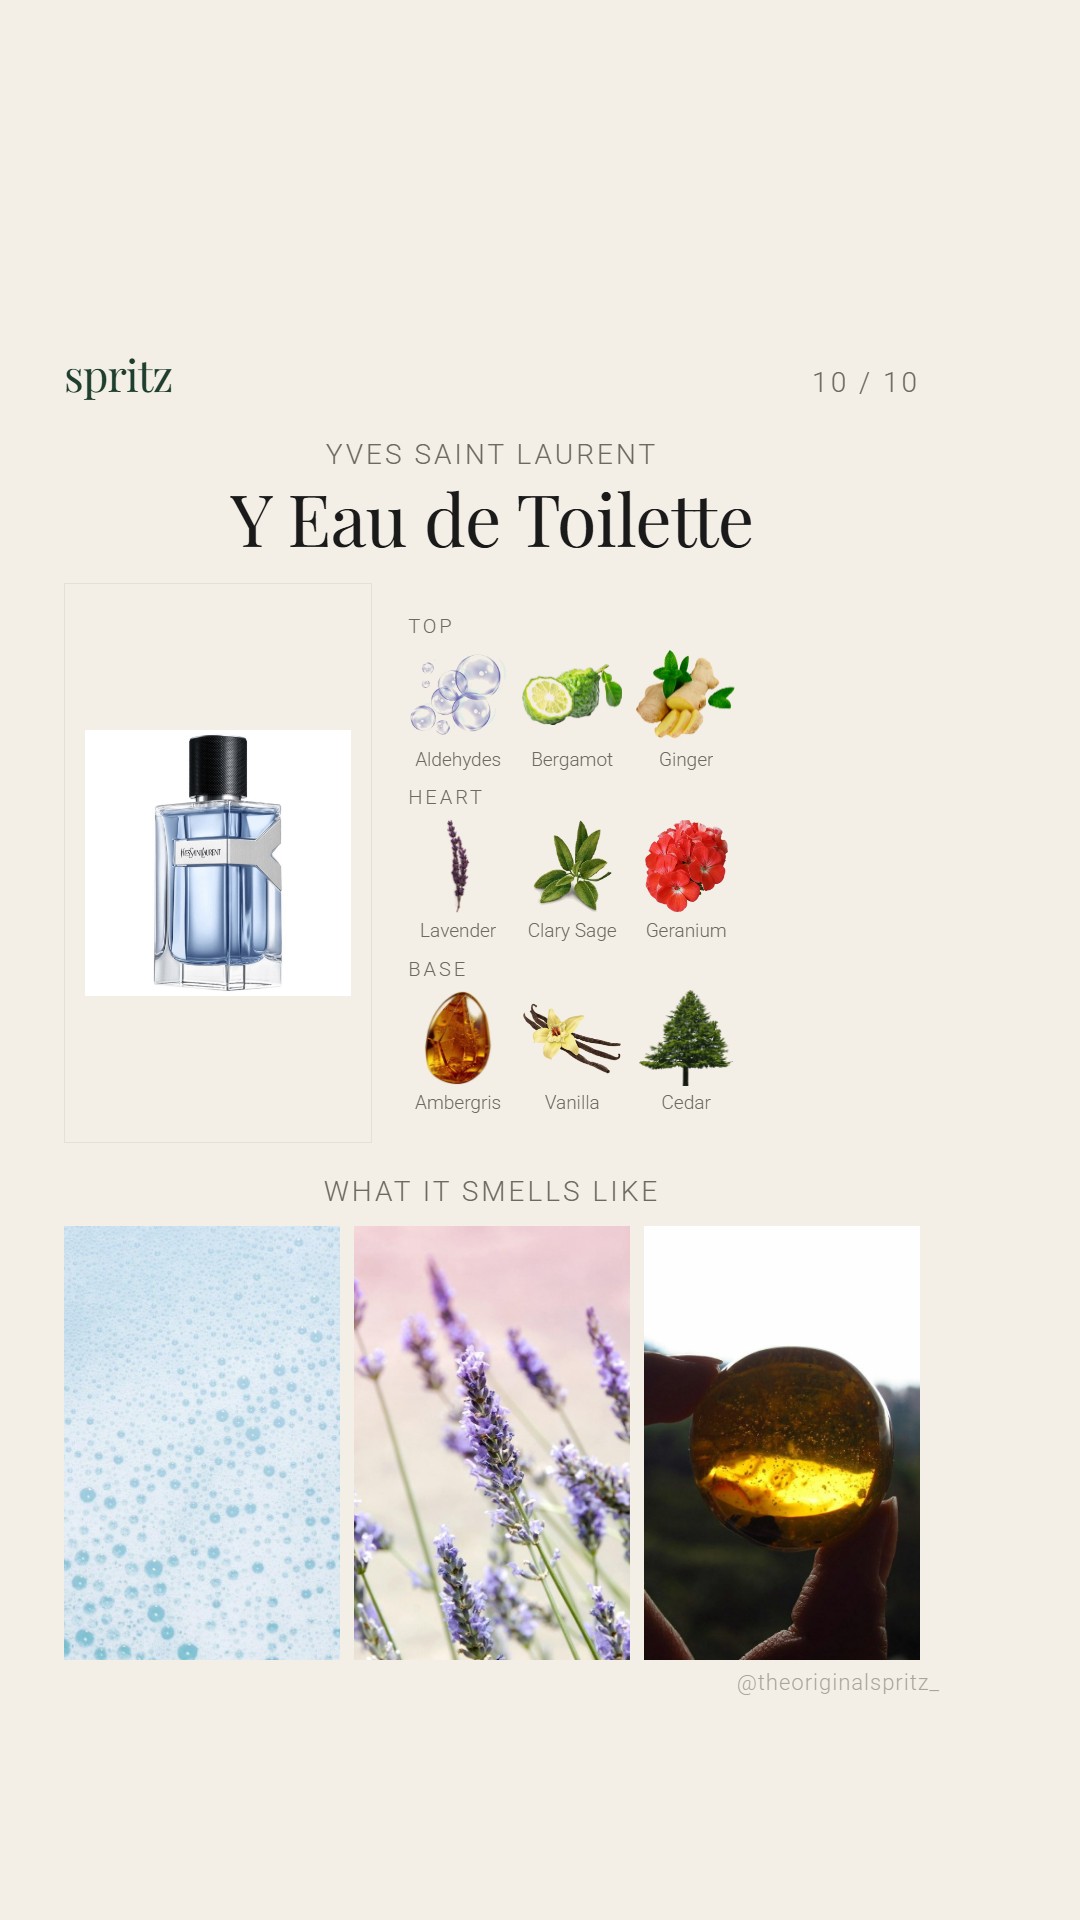 spritz
10 / 10
YVES SAINT LAURENT
Y Eau de Toilette
TOP
Aldehydes Bergamot Ginger
HEART
Lavender Clary Sage Geranium
BASE
Ambergris Vanilla Cedar
YVESSAINTLAURENT
WHAT IT SMELLS LIKE
@theoriginalspritz_